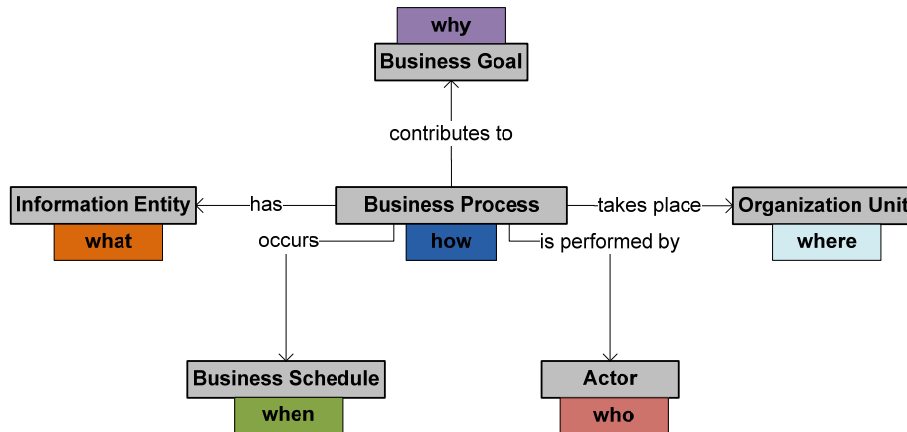 why
Business Goal
contributes to
Information Entity
has
Business Process
takes place
Organization Unit
what
occurs
how
is performed by
where
Business Schedule
Actor
when
who